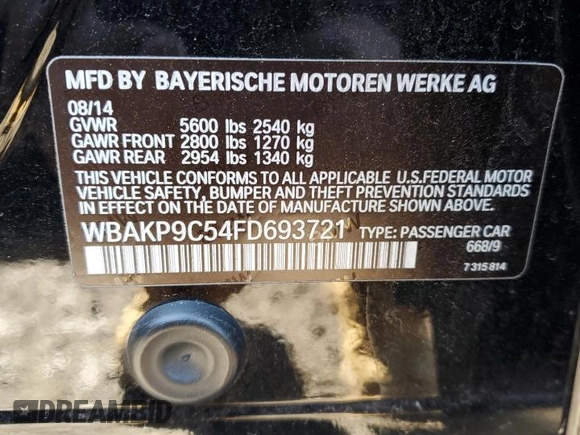 MFD BY BAYERISCHE MOTOREN WERKE AG
08/14
GVWR 5600 lbs 2540 kg
GAWR FRONT 2800 lbs 1270 kg
GAWR REAR 2954 lbs 1340 kg
THIS VEHICLE CONFORMS TO ALL APPLICABLE U.S.FEDERAL MOTOR
VEHICLE SAFETY, BUMPER AND THEFT PREVENTION STANDARDS
IN EFFECT ON THE DATE OF MANUFACTURE SHOWN ABOVE
WBAKP9C54FD693721 TYPE: PASSENGER CAR
668/9
7 315 814
DREAMBID